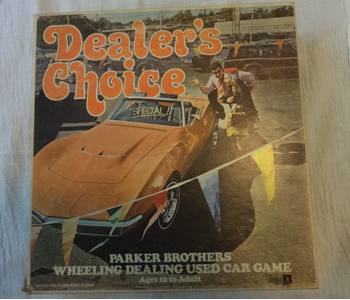 Dealer's
Choice
SPECIAL!!
PARKER BROTHERS
WHEELING DEALING USED CAR GAME
Ages 10 to Adult